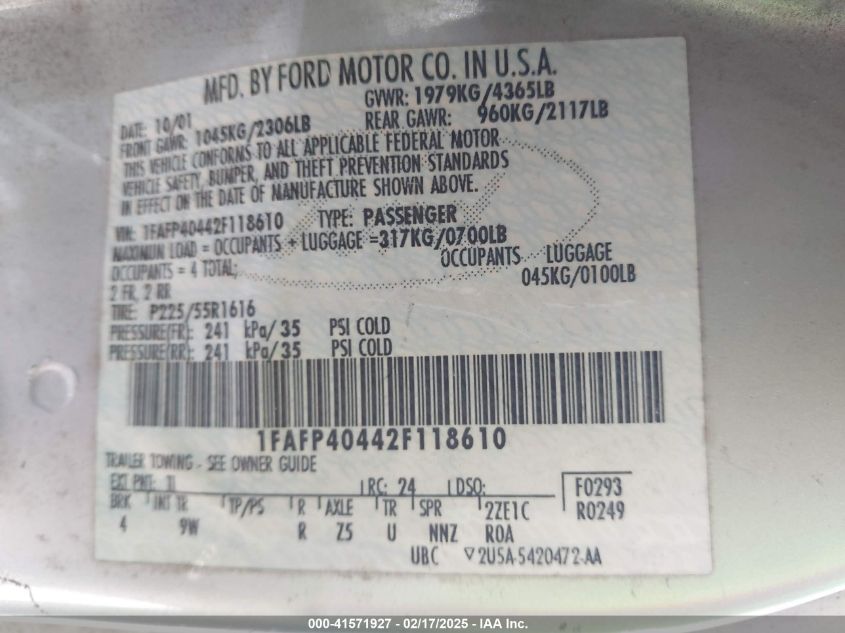 MFD. BY FORD MOTOR CO. IN U.S.A.
DATE: 10/01 GVWR: 1979KG/4365LB
FRONT GAWR: 1045KG/2306LB REAR GAWR: 960KG/2117LB
THIS VEHICLE CONFORMS TO ALL APPLICABLE FEDERAL MOTOR
VEHICLE SAFETY, BUMPER, AND THEFT PREVENTION STANDARDS
IN EFFECT ON THE DATE OF MANUFACTURE SHOWN ABOVE.
VIN: 1FAFP40442F118610 TYPE: PASSENGER
MAXIMUM LOAD = OCCUPANTS + LUGGAGE =317KG/0700LB
OCCUPANTS = 4 TOTAL; OCCUPANTS LUGGAGE
2 FR, 2 RR 045KG/0100LB
TIRE: P225/55R1616
PRESSURE(FR): 241 kPa/35 PSI COLD
PRESSURE(RR): 241 kPa/35 PSI COLD
1FAFP40442F118610
TRAILER TOWING - SEE OWNER GUIDE
EXT PNT: RC: 24 DSO: F0293
BRK INT TR TP/PS R AXLE TR SPR 2ZE1C R0249
4 9W R Z5 U NNZ ROA
UBC 2USA-5420472-AA
000-41571927 - 02/17/2025 - IAA Inc.